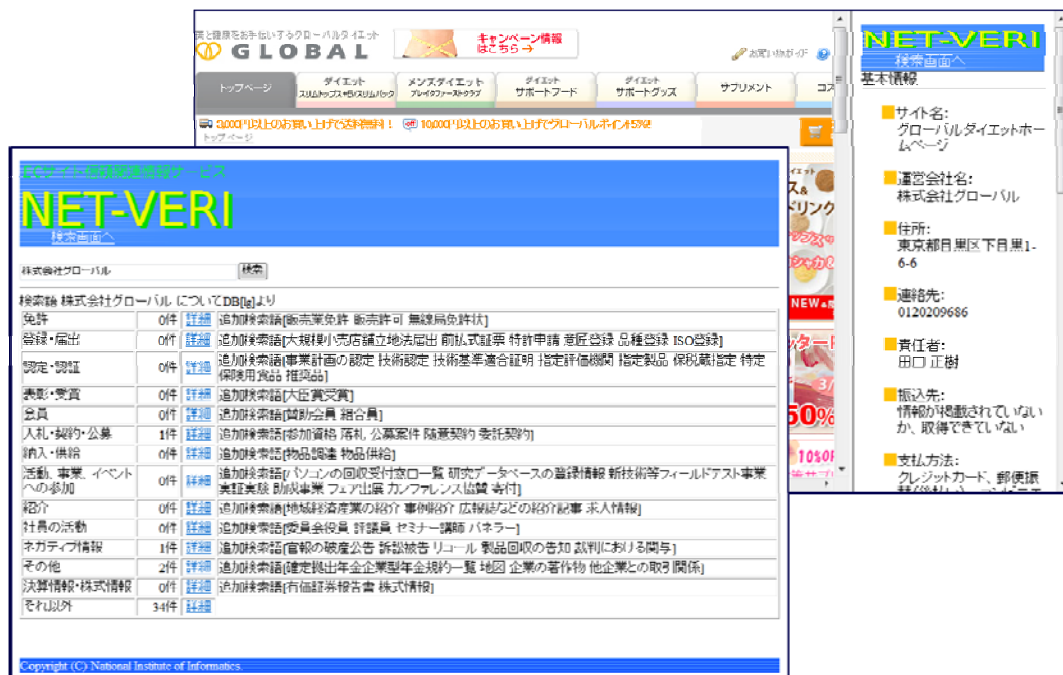 美と健康をお手伝いするグローバルダイエット
GLOBAL
キャンペーン情報
はこちら→
お買い物ガイド
トップページ
ダイエット
スリムトップス+B/スリムパック
メンズダイエット
ブレイクファーストクラブ
ダイエット
サポートフード
ダイエット
サポートグッズ
サプリメント
コス
3,000円以上のお買い上げで送料無料!
10,000円以上のお買い上げでグローバルポイント5%!
トップページ
ドリンク
NEW
50%
10%OF
NET-VERI
検索画面へ
基本情報
サイト名:
グローバルダイエットホー
ムページ
運営会社名:
株式会社グローバル
住所:
東京都目黒区下目黒1-
6-6
連絡先:
0120209686
責任者:
田口 正樹
振込先:
情報が掲載されていない
か、取得できていない
支払方法:
クレジットカード、郵便振
NET-VERI
検索画面へ
株式会社グローバル 検索
検索語 株式会社グローバル についてDB[lg]より
免許 0件 詳細 追加検索語[販売業免許 販売許可 無線局免許状]
登録・届出 0件 詳細 追加検索語[大規模小売店舗立地法届出 前払式証票 特許申請 意匠登録 品種登録 ISO登録]
認定・認証 0件 詳細 追加検索語[事業計画の認定 技術認定 技術基準適合証明 指定評価機関 指定製品 保税蔵指定 特定
保険用食品 推奨品]
表彰・受賞 0件 詳細 追加検索語[大臣賞受賞]
会員 0件 詳細 追加検索語[賛助会員 組合員]
入札・契約・公募 1件 詳細 追加検索語[参加資格 落札 公募案件 随意契約 委託契約]
納入・供給 0件 詳細 追加検索語[物品調達 物品供給]
活動、事業、イベント
への参加 0件 詳細 追加検索語[パソコンの回収受付窓口一覧 研究データベースの登録情報 新技術等フィールドテスト事業
実証実験 助成事業 フェア出展 カンファレンス協賛 寄付]
紹介 0件 詳細 追加検索語[地域経済産業の紹介 事例紹介 広報誌などの紹介記事 求人情報]
社員の活動 0件 詳細 追加検索語[委員会役員 評議員 セミナー講師 パネラー]
ネガティブ情報 1件 詳細 追加検索語[官報の破産公告 訴訟被告 リコール 製品回収の告知 裁判における関与]
その他 2件 詳細 追加検索語[確定拠出年金企業型年金規約一覧 地図 企業の著作物 他企業との取引関係]
決算情報・株式情報 0件 詳細 追加検索語[有価証券報告書 株式情報]
それ以外 34件 詳細
Copyright (C) National Institute of Informatics.